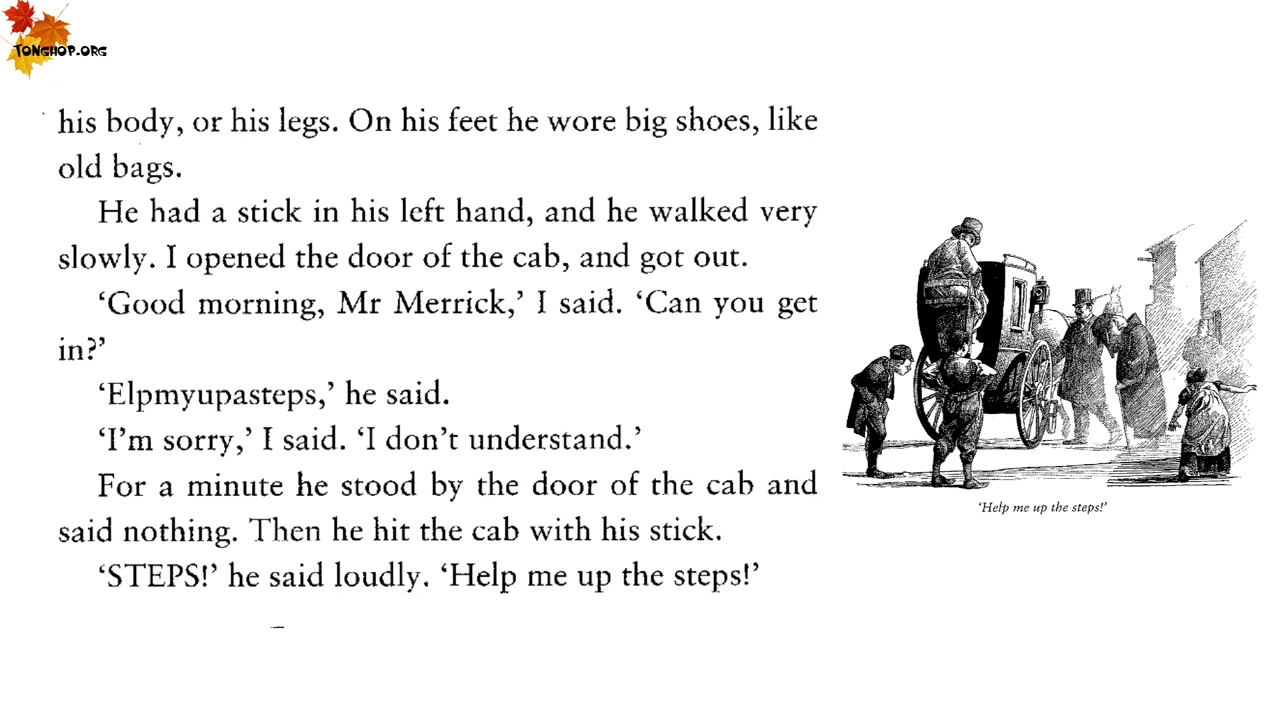 TONGHOP.ORG
his body, or his legs. On his feet he wore big shoes, like
old bags.
He had a stick in his left hand, and he walked very
slowly. I opened the door of the cab, and got out.
‘Good morning, Mr Merrick,’ I said. ‘Can you get
in?’
‘Elpmyupasteps,’ he said.
‘I’m sorry,’ I said. ‘I don’t understand.’
For a minute he stood by the door of the cab and
said nothing. Then he hit the cab with his stick.
‘STEPS!’ he said loudly. ‘Help me up the steps!’
‘Help me up the steps!’